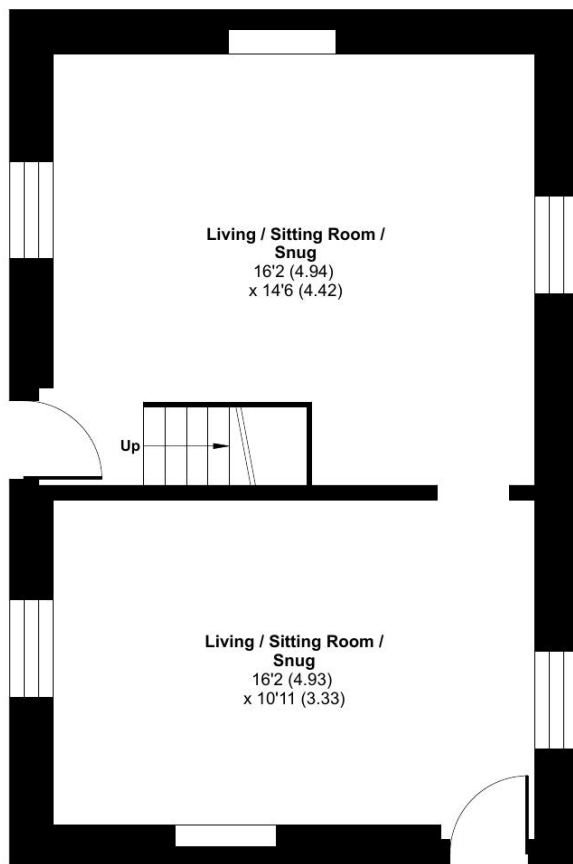 Living / Sitting Room /
Snug
16'2 (4.94)
x 14'6 (4.42)
Up
Living / Sitting Room /
Snug
16'2 (4.93)
x 10'11 (3.33)